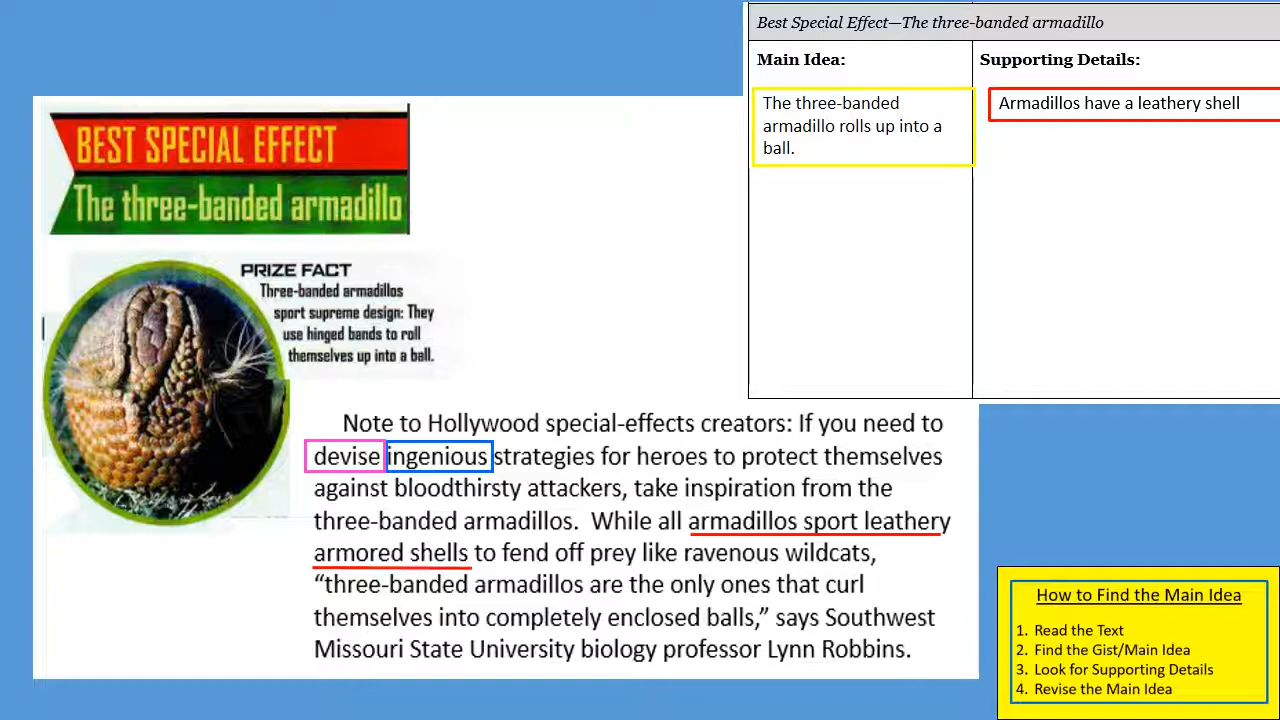 Best Special Effect—The three-banded armadillo
Main Idea:
Supporting Details:
The three-banded
armadillo rolls up into a
ball.
Armadillos have a leathery shell
BEST SPECIAL EFFECT
The three-banded armadillo
PRIZE FACT
Three-banded armadillos
sport supreme design: They
use hinged bands to roll
themselves up into a ball.
Note to Hollywood special-effects creators: If you need to
devise ingenious strategies for heroes to protect themselves
against bloodthirsty attackers, take inspiration from the
three-banded armadillos. While all armadillos sport leathery
armored shells to fend off prey like ravenous wildcats,
“three-banded armadillos are the only ones that curl
themselves into completely enclosed balls,” says Southwest
Missouri State University biology professor Lynn Robbins.
How to Find the Main Idea
1. Read the Text
2. Find the Gist/Main Idea
3. Look for Supporting Details
4. Revise the Main Idea